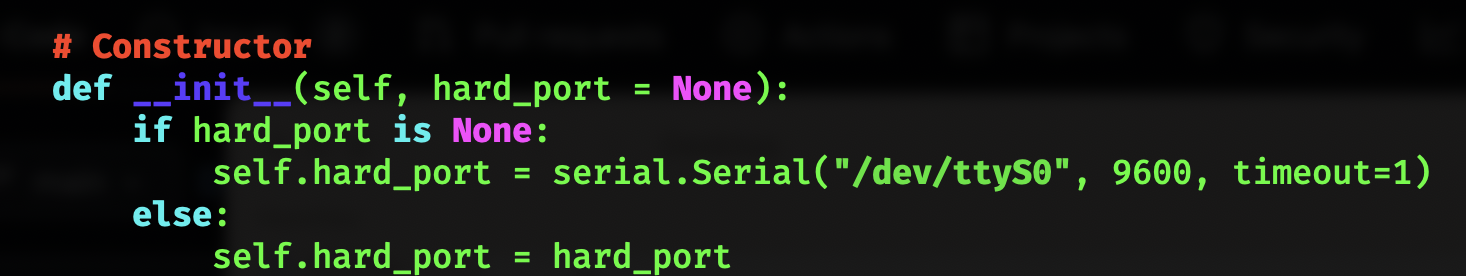 # Constructor
def __init__(self, hard_port = None):
    if hard_port is None:
        self.hard_port = serial.Serial("/dev/ttyS0", 9600, timeout=1)
    else:
        self.hard_port = hard_port